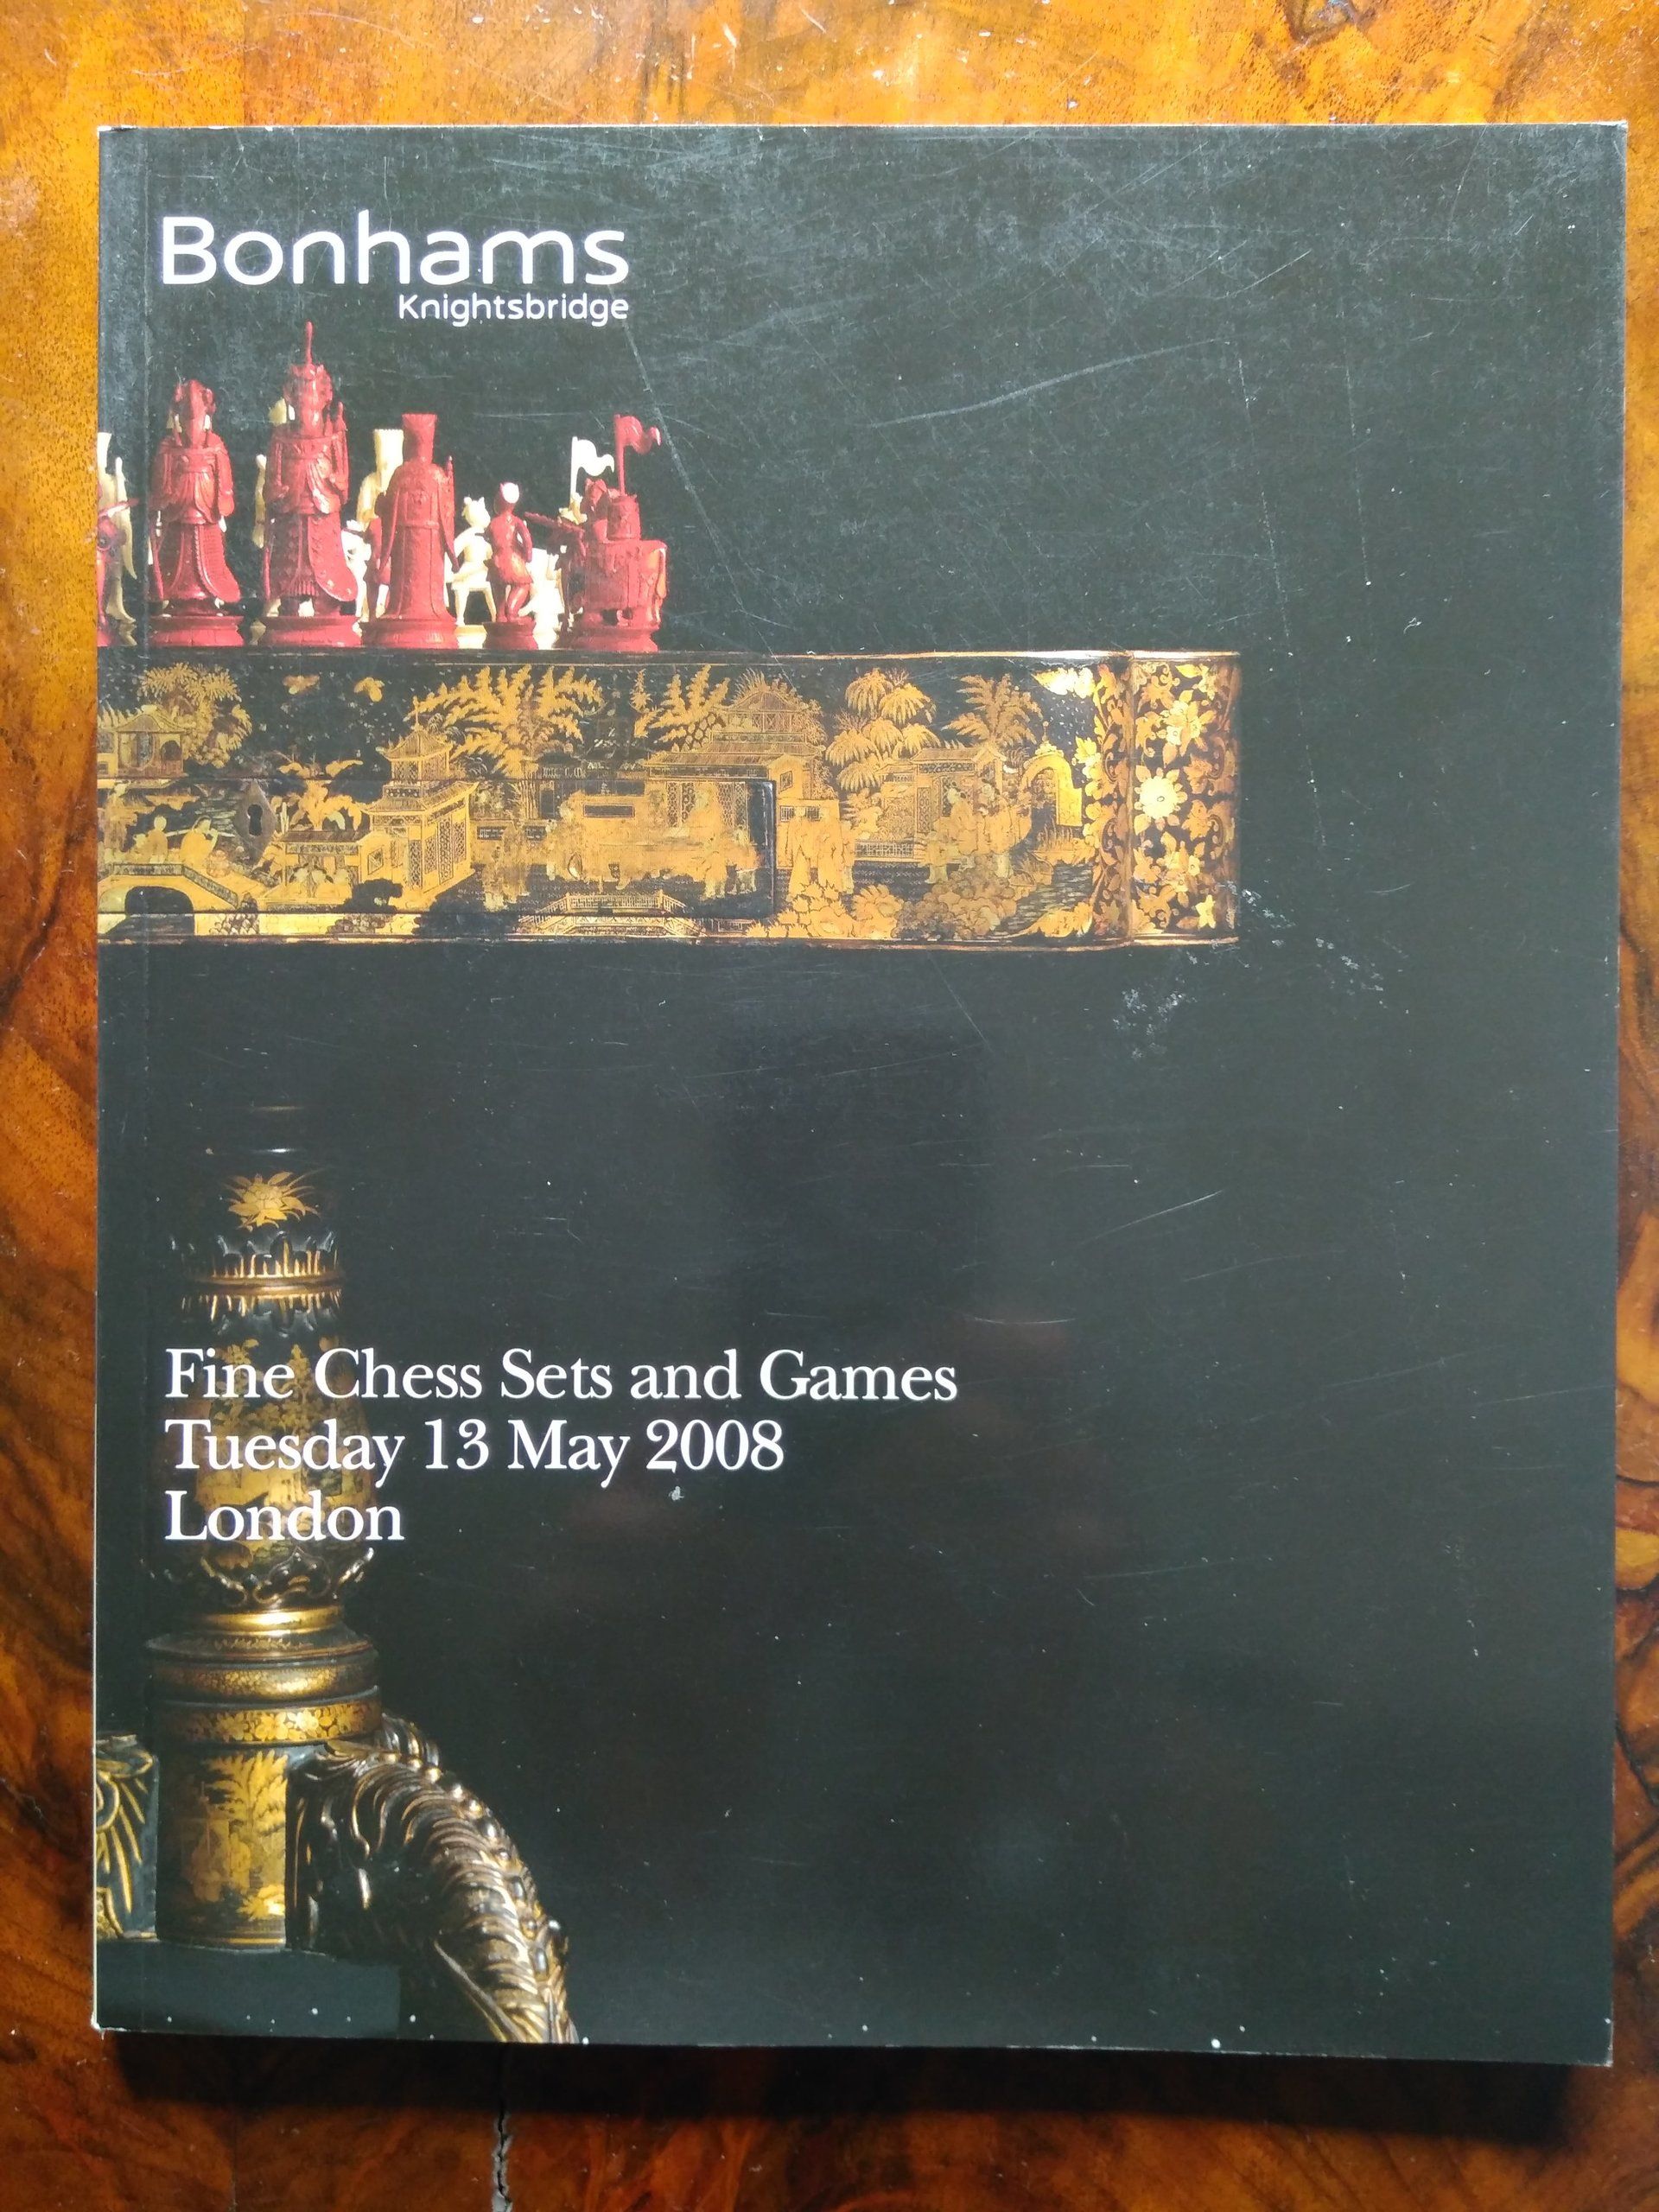 Bonhams
Knightsbridge
Fine Chess Sets and Games
Tuesday 13 May 2008
London